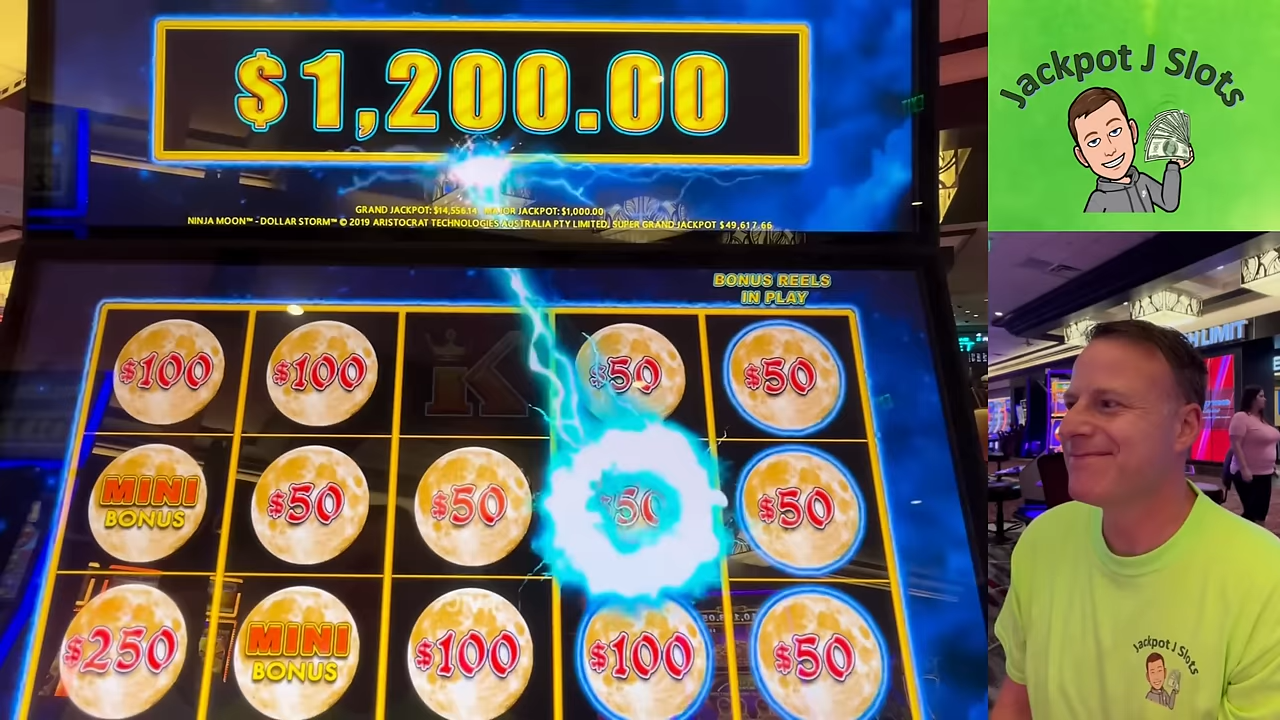 $1,200.00
GRAND JACKPOT: $14,556.14 MAJOR JACKPOT: $1,000.00
NINJA MOON™ - DOLLAR STORM™ © 2019 ARISTOCRAT TECHNOLOGIES AUSTRALIA PTY LIMITED. SUPER GRAND JACKPOT $49,617.66
BONUS REELS
IN PLAY
$100 $100 K $50 $50
MINI
BONUS
$50 $50 $50 $50
$250
MINI
BONUS
$100 $100 $50
Jackpot J Slots
LIMIT
Jackpot J Slots